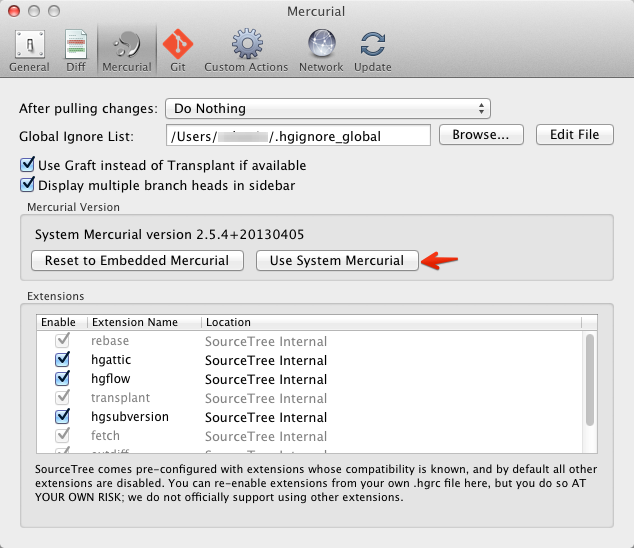 Mercurial
General Diff Mercurial Git Custom Actions Network Update
After pulling changes: Do Nothing
Global Ignore List: /Users/ /.hgignore_global Browse... Edit File
Use Graft instead of Transplant if available
Display multiple branch heads in sidebar
Mercurial Version
System Mercurial version 2.5.4+20130405
Reset to Embedded Mercurial Use System Mercurial
Extensions
Enable Extension Name Location
rebase SourceTree Internal
hgattic SourceTree Internal
hgflow SourceTree Internal
transplant SourceTree Internal
hgsubversion SourceTree Internal
fetch SourceTree Internal
SourceTree Internal
SourceTree comes pre-configured with extensions whose compatibility is known, and by default all other
extensions are disabled. You can re-enable extensions from your own .hgrc file here, but you do so AT
YOUR OWN RISK; we do not officially support using other extensions.